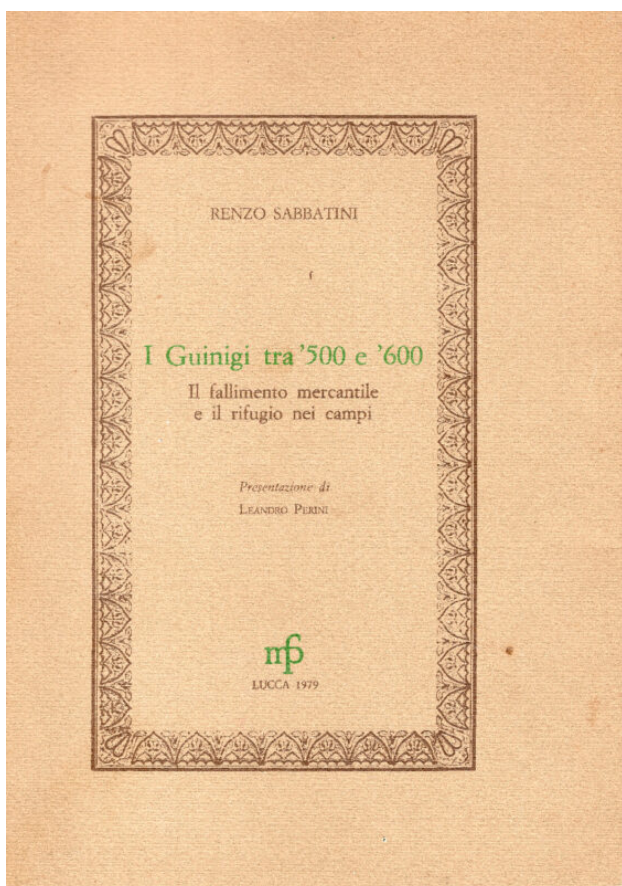 RENZO SABBATINI
I Guinigi tra '500 e '600
Il fallimento mercantile
e il rifugio nei campi
Presentazione di
LEANDRO PERINI
mp
LUCCA 1979